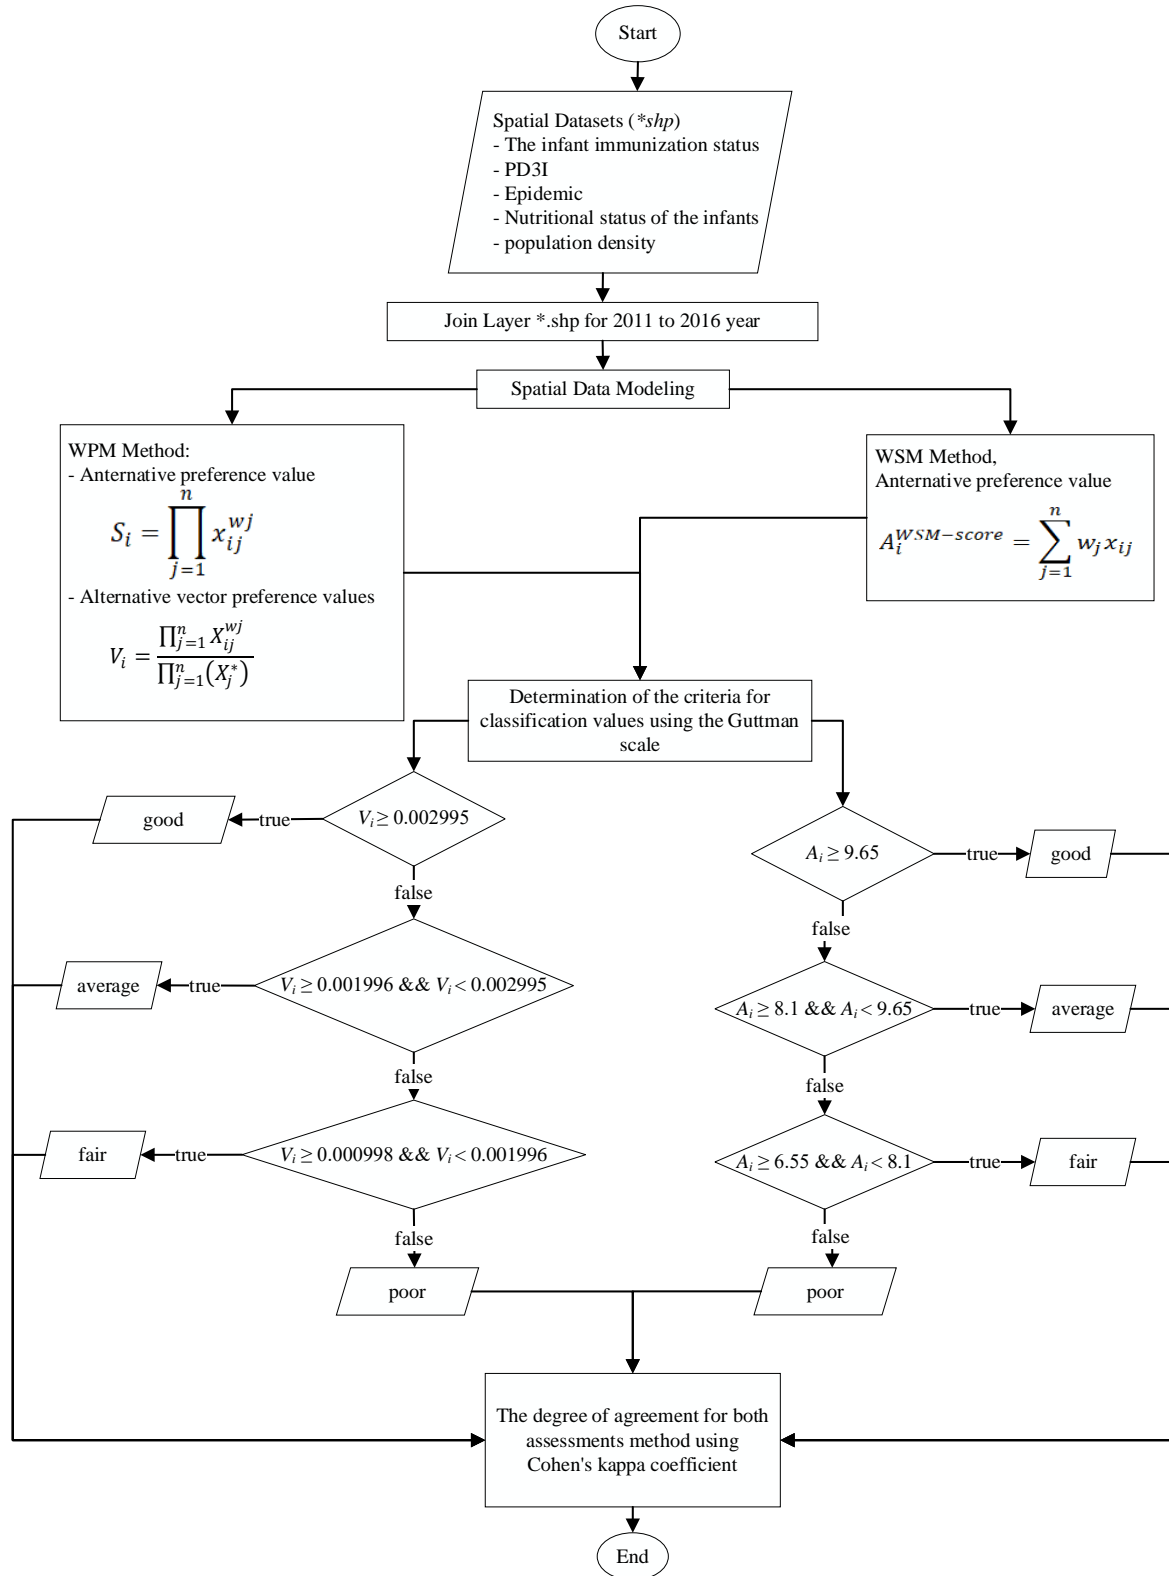 Start
Spatial Datasets (*shp)
- The infant immunization status
- PD3I
- Epidemic
- Nutritional status of the infants
- population density
Join Layer *.shp for 2011 to 2016 year
Spatial Data Modeling
WPM Method:
- Anternative preference value
S_i = ∏_{j=1}^{n} x_{ij}^{wj}
- Alternative vector preference values
V_i = ∏_{j=1}^{n} X_{ij}^{wj} / ∏_{j=1}^{n} (X_j^*)
WSM Method,
Anternative preference value
A_i^{WSM-score} = ∑_{j=1}^{n} w_j x_{ij}
Determination of the criteria for
classification values using the Guttman
scale
V_i ≥ 0.002995
true
good
false
V_i ≥ 0.001996 && V_i < 0.002995
true
average
false
V_i ≥ 0.000998 && V_i < 0.001996
true
fair
false
poor
A_i ≥ 9.65
true
good
false
A_i ≥ 8.1 && A_i < 9.65
true
average
false
A_i ≥ 6.55 && A_i < 8.1
true
fair
false
poor
The degree of agreement for both
assessments method using
Cohen's kappa coefficient
End